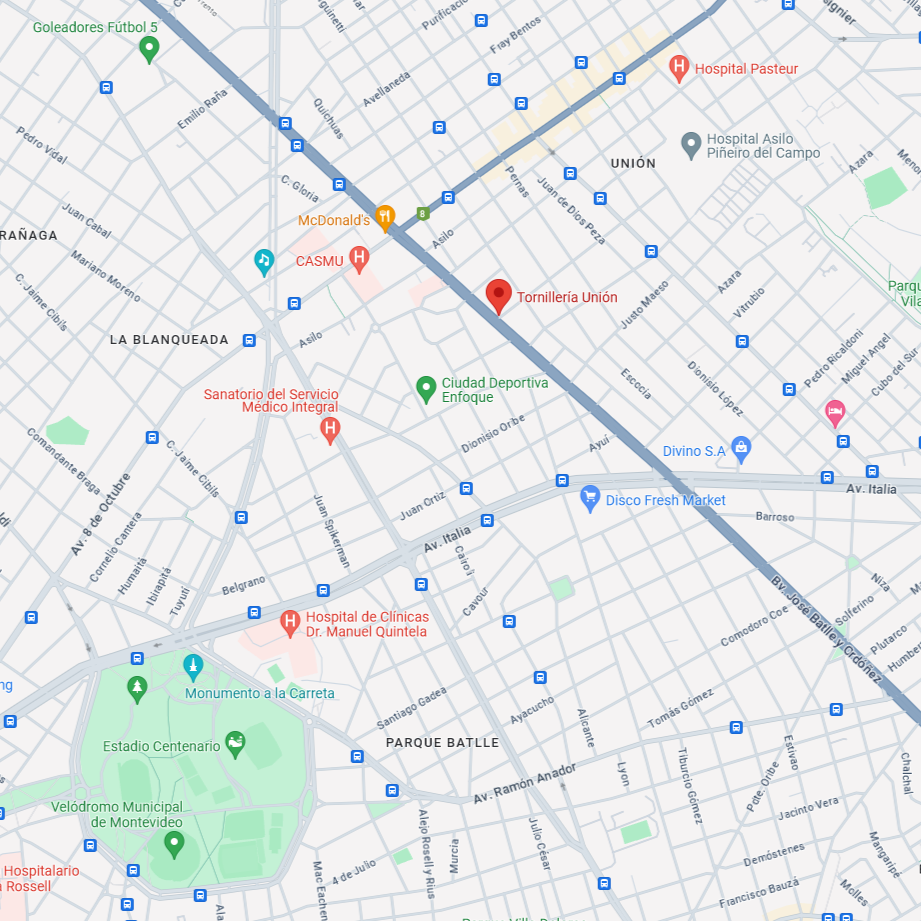 Goleadores Fútbol 5
Purificació
Fray Bentos
Hospital Pasteur
Avellaneda
Emilio Raña
Quichuas
Hospital Asilo
Piñeiro del Campo
Pedro Vidal
UNIÓN
Azara
C. Gloria
Pernas
Juan de Dios Peza
Juan Cabal
McDonald's
8
RAÑAGA
Asilo
CASMU
Mariano Moreno
Azara
C. Jaime Cibils
Justo Maeso
Vitrubio
Parqu
Vila
Tornillería Unión
LA BLANQUEADA
Asilo
Pedro Ricaldoni
Miguel Angel
Cubo del Sur
Ciudad Deportiva
Enfoque
Escocia
Dionisio López
Sanatorio del Servicio
Médico Integral
Dionisio Oribe
Ayuí
Divino S.A
Comandante Braga
C. Jaime Cibils
Av. 8 de Octubre
Av. Italia
Juan Ortiz
Disco Fresh Market
Barroso
Juan Spikerman
Cornelio Cantera
Av. Italia
Cairoli
Humaitá
Ibirapitá
Tuyutí
Belgrano
Cavour
Niza
Bv. José Batlle y Ordóñez
Solferino
Hospital de Clínicas
Dr. Manuel Quintela
Comodoro Coe
Plutarco
Humber
ng
Monumento a la Carreta
Santiago Gadea
Ayacucho
Tomás Gómez
Alicante
PARQUE BATLLE
Estadio Centenario
Estivao
Lyon
Tiburcio Gómez
Chalchal
Av. Ramón Anador
Pdte. Oribe
Velódromo Municipal
de Montevideo
Jacinto Vera
Alejo Rosell y Rius
Murcia
Julio César
Margaripé
Demóstenes
Hospitalario
a Rossell
4 de Julio
Mac Eachen
Francisco Bauzá
Molles
Ala